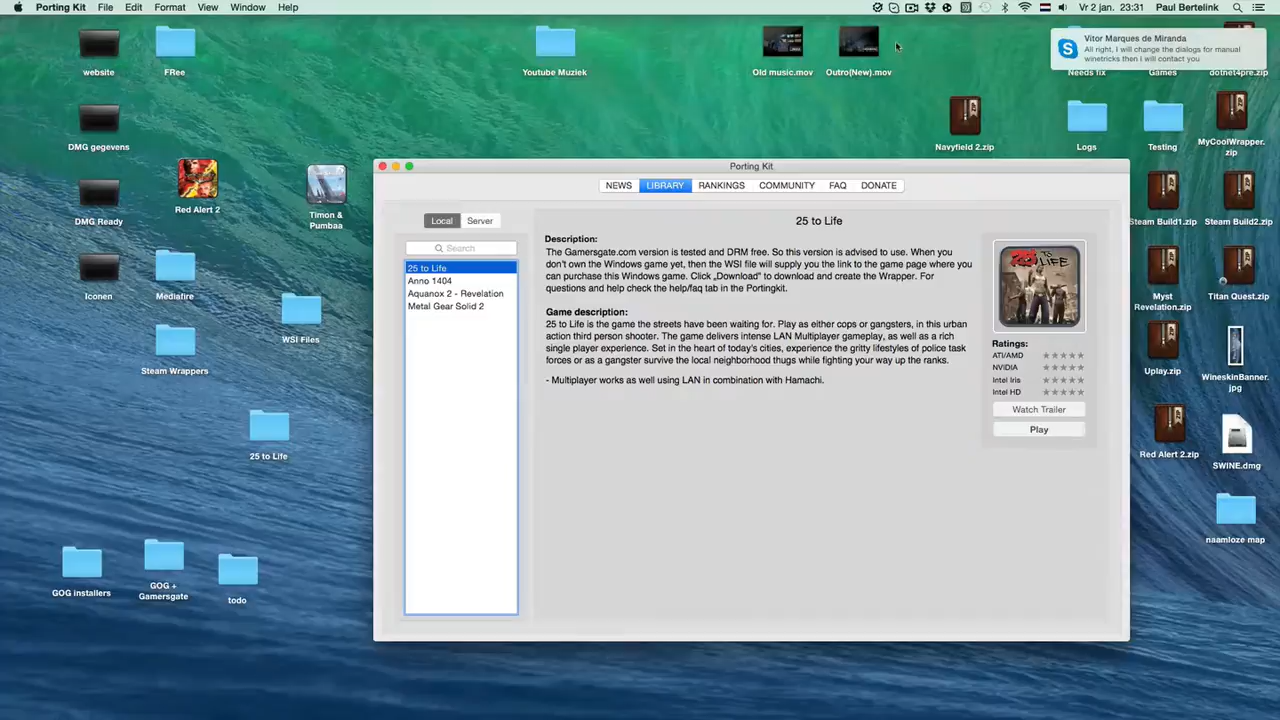 Porting Kit File Edit Format View Window Help
Vr 2 jan. 23:31 Paul Bertelink
Vitor Marques de Miranda
All right, I will change the dialogs for manual
winetricks then I will contact you
website
FRee
Youtube Muziek
Old music.mov
Outro(New).mov
Needs fix
Games
dotnet4pre.zip
DMG gegevens
Navyfield 2.zip
Logs
Testing
MyCoolWrapper.
zip
Red Alert 2
Timon &
Pumbaa
DMG Ready
Steam Build1.zip
Steam Build2.zip
Iconen
Mediafire
WSI Files
Myst
Revelation.zip
Titan Quest.zip
Steam Wrappers
Uplay.zip
WineskinBanner.
jpg
25 to Life
Red Alert 2.zip
SWINE.dmg
naamloze map
GOG installers
GOG +
Gamersgate
todo
Porting Kit
NEWS LIBRARY RANKINGS COMMUNITY FAQ DONATE
Local Server
Search
25 to Life
Anno 1404
Aquanox 2 - Revelation
Metal Gear Solid 2
25 to Life
Description:
The Gamersgate.com version is tested and DRM free. So this version is advised to use. When you
don't own the Windows game yet, then the WSI file will supply you the link to the game page where you
can purchase this Windows game. Click „Download" to download and create the Wrapper. For
questions and help check the help/faq tab in the Portingkit.
Game description:
25 to Life is the game the streets have been waiting for. Play as either cops or gangsters, in this urban
action third person shooter. The game delivers intense LAN Multiplayer gameplay, as well as a rich
single player experience. Set in the heart of today's cities, experience the gritty lifestyles of police task
forces or as a gangster survive the local neighborhood thugs while fighting your way up the ranks.
- Multiplayer works as well using LAN in combination with Hamachi.
25 TO LIFE
Ratings:
ATI/AMD
NVIDIA
Intel Iris
Intel HD
Watch Trailer
Play